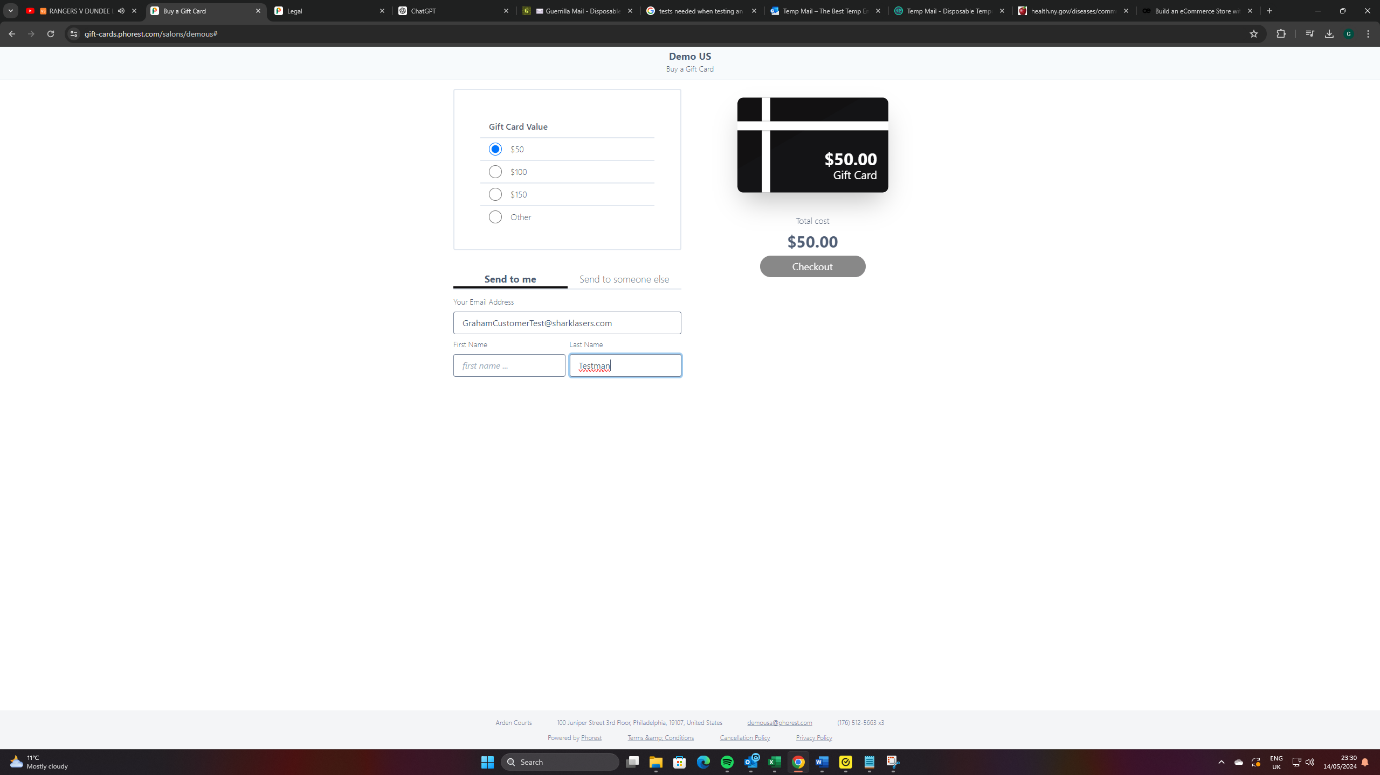 RANGERS V DUNDEE
Buy a Gift Card
Legal
ChatGPT
Guerrilla Mail - Disposable
tests needed when testing an
Temp Mail – The Best Temp
Temp Mail - Disposable Temp
health.ny.gov/diseases/comm
Build an eCommerce Store
gift-cards.phorest.com/salons/demous#
G
Demo US
Buy a Gift Card
Gift Card Value
$50
$100
$150
Other
$50.00
Gift Card
Total cost
$50.00
Checkout
Send to me
Send to someone else
Your Email Address
GrahamCustomerTest@sharklasers.com
First Name
Last Name
first name ...
Testman
Arden Courts
100 Juniper Street 3rd Floor, Philadelphia, 19107, United States
demousa@phorest.com
Powered by Phorest
Terms &amp; Conditions
Cancellation Policy
Privacy Policy
11°C
Mostly cloudy
Search
ENG
UK
23:30
14/05/2024